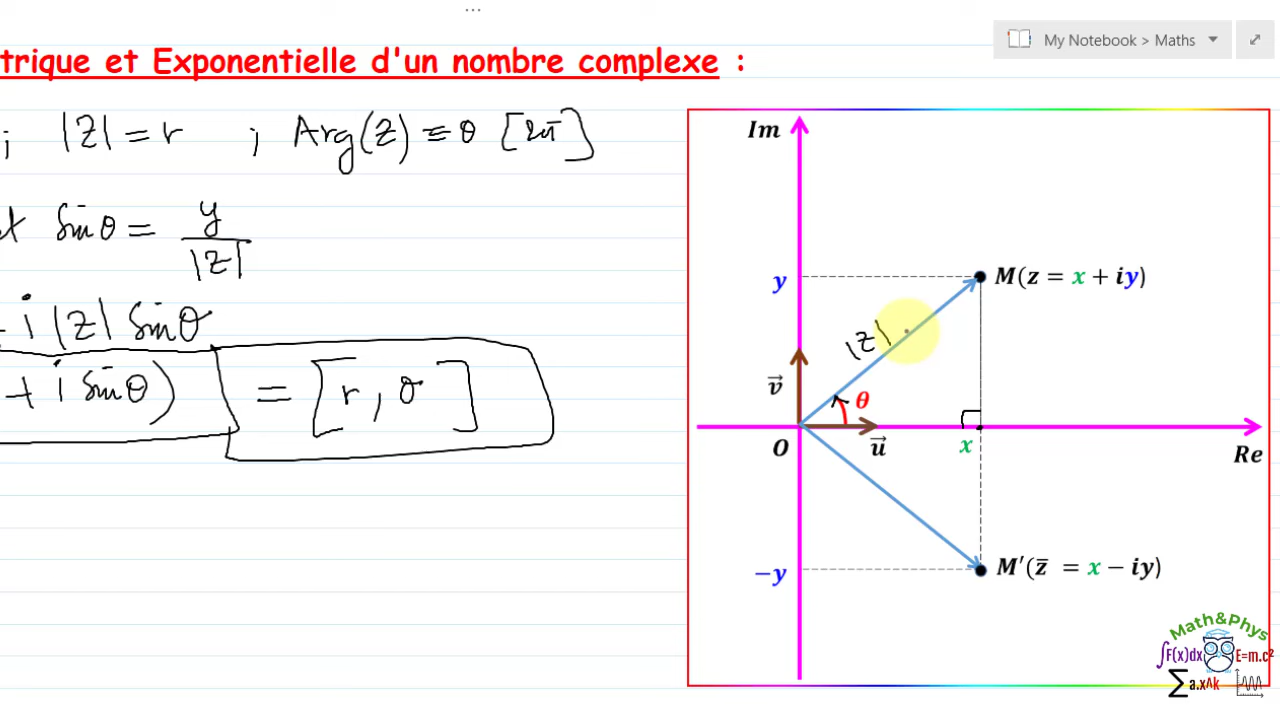 ...
My Notebook > Maths
trique et Exponentielle d'un nombre complexe :
; |Z| = r ; Arg(Z) ≡ θ [2π]
sin θ = y / |Z|
+ i |Z| sin θ
+ i sin θ) = [r, θ]
Im
y
M(z = x + iy)
|Z|
v⃗
θ
O
u⃗
x
Re
−y
M′(z̄ = x − iy)
Math&Phys
∫F(x)dx E=m.c²
∑ a.x^k